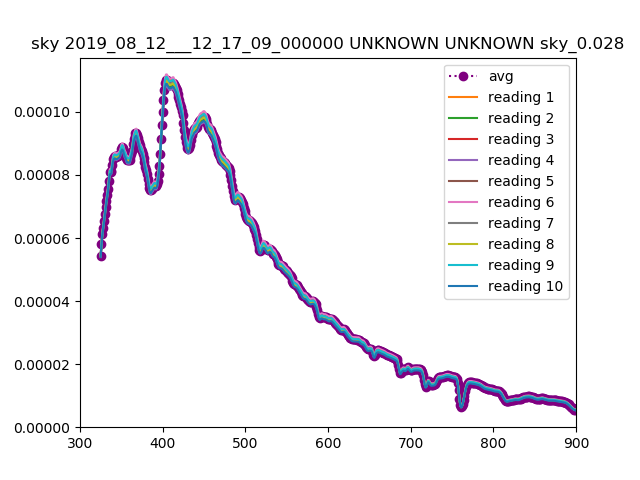 sky 2019_08_12___12_17_09_000000 UNKNOWN UNKNOWN sky_0.028
avg
reading 1
reading 2
reading 3
reading 4
reading 5
reading 6
reading 7
reading 8
reading 9
reading 10
0.00010
0.00008
0.00006
0.00004
0.00002
0.00000
300 400 500 600 700 800 900